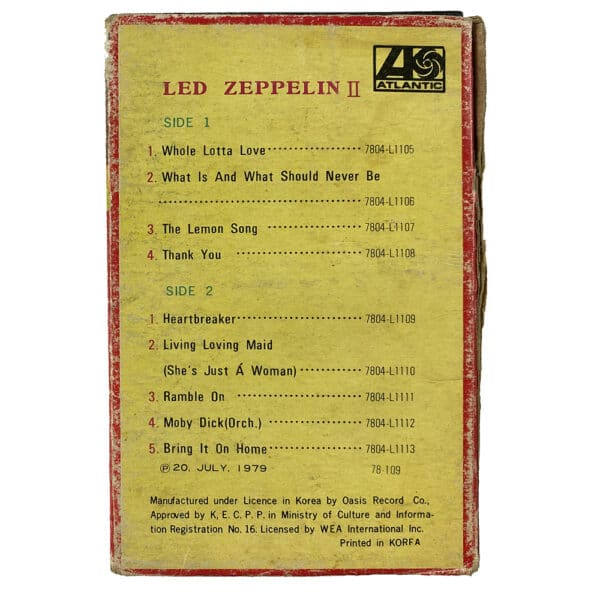 ATLANTIC
LED ZEPPELIN II
SIDE 1
1. Whole Lotta Love ················ 7804-L1105
2. What Is And What Should Never Be
··································· 7804-L1106
3. The Lemon Song ················ 7804-L1107
4. Thank You ····················· 7804-L1108
SIDE 2
1. Heartbreaker ····················· 7804-L1109
2. Living Loving Maid
(She's Just Á Woman) ··········· 7804-L1110
3. Ramble On ····················· 7804-L1111
4. Moby Dick(Orch.) ················ 7804-L1112
5. Bring It On Home ················ 7804-L1113
℗ 20. JULY. 1979 78-109
Manufactured under Licence in Korea by Oasis Record Co.,
Approved by K, E. C. P. P. in Ministry of Culture and Informa-
tion Registration No. 16. Licensed by WEA International Inc.
Printed in KOREA